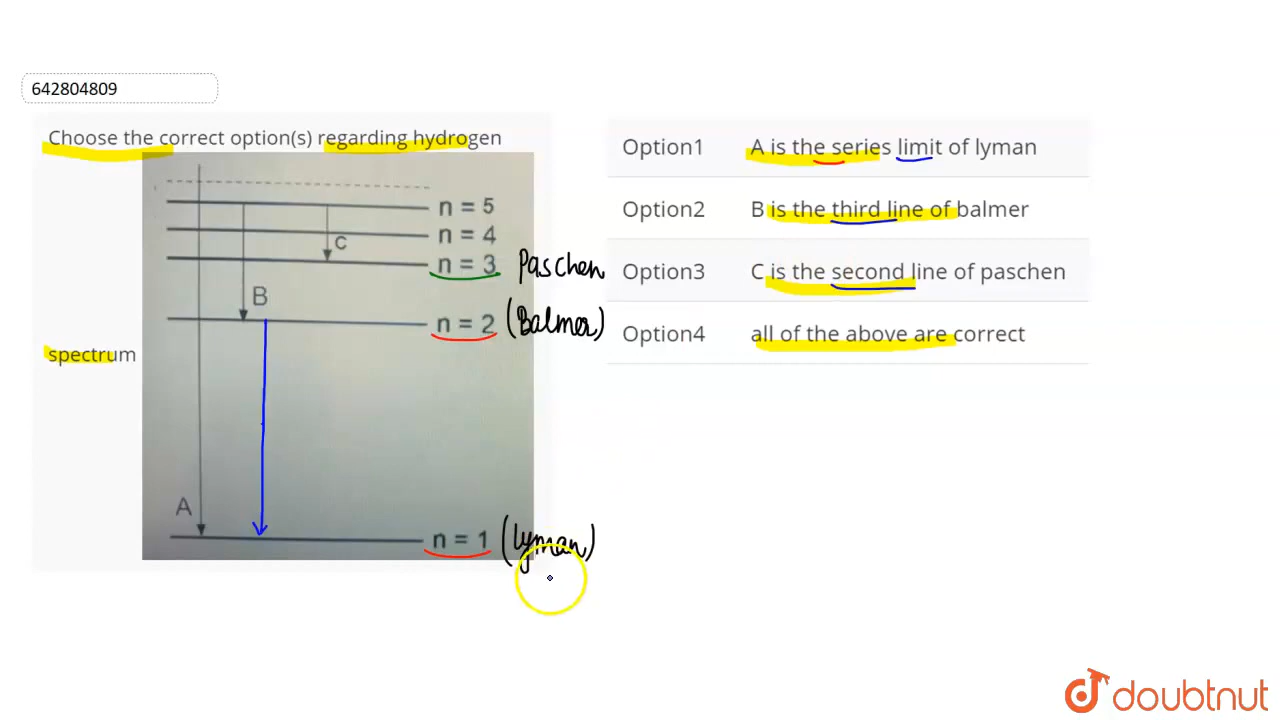 642804809
Choose the correct option(s) regarding hydrogen
n = 5
n = 4
C
n = 3 Paschen
B
n = 2 (Balmer)
spectrum
A
n = 1 (lyman)
Option1 A is the series limit of lyman
Option2 B is the third line of balmer
Option3 C is the second line of paschen
Option4 all of the above are correct
doubtnut